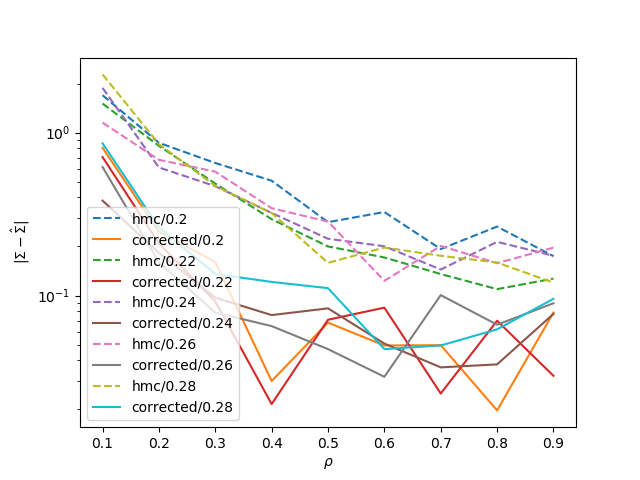 10⁰
10⁻¹
|Σ − Σ̂|
hmc/0.2
corrected/0.2
hmc/0.22
corrected/0.22
hmc/0.24
corrected/0.24
hmc/0.26
corrected/0.26
hmc/0.28
corrected/0.28
0.1 0.2 0.3 0.4 0.5 0.6 0.7 0.8 0.9
ρ